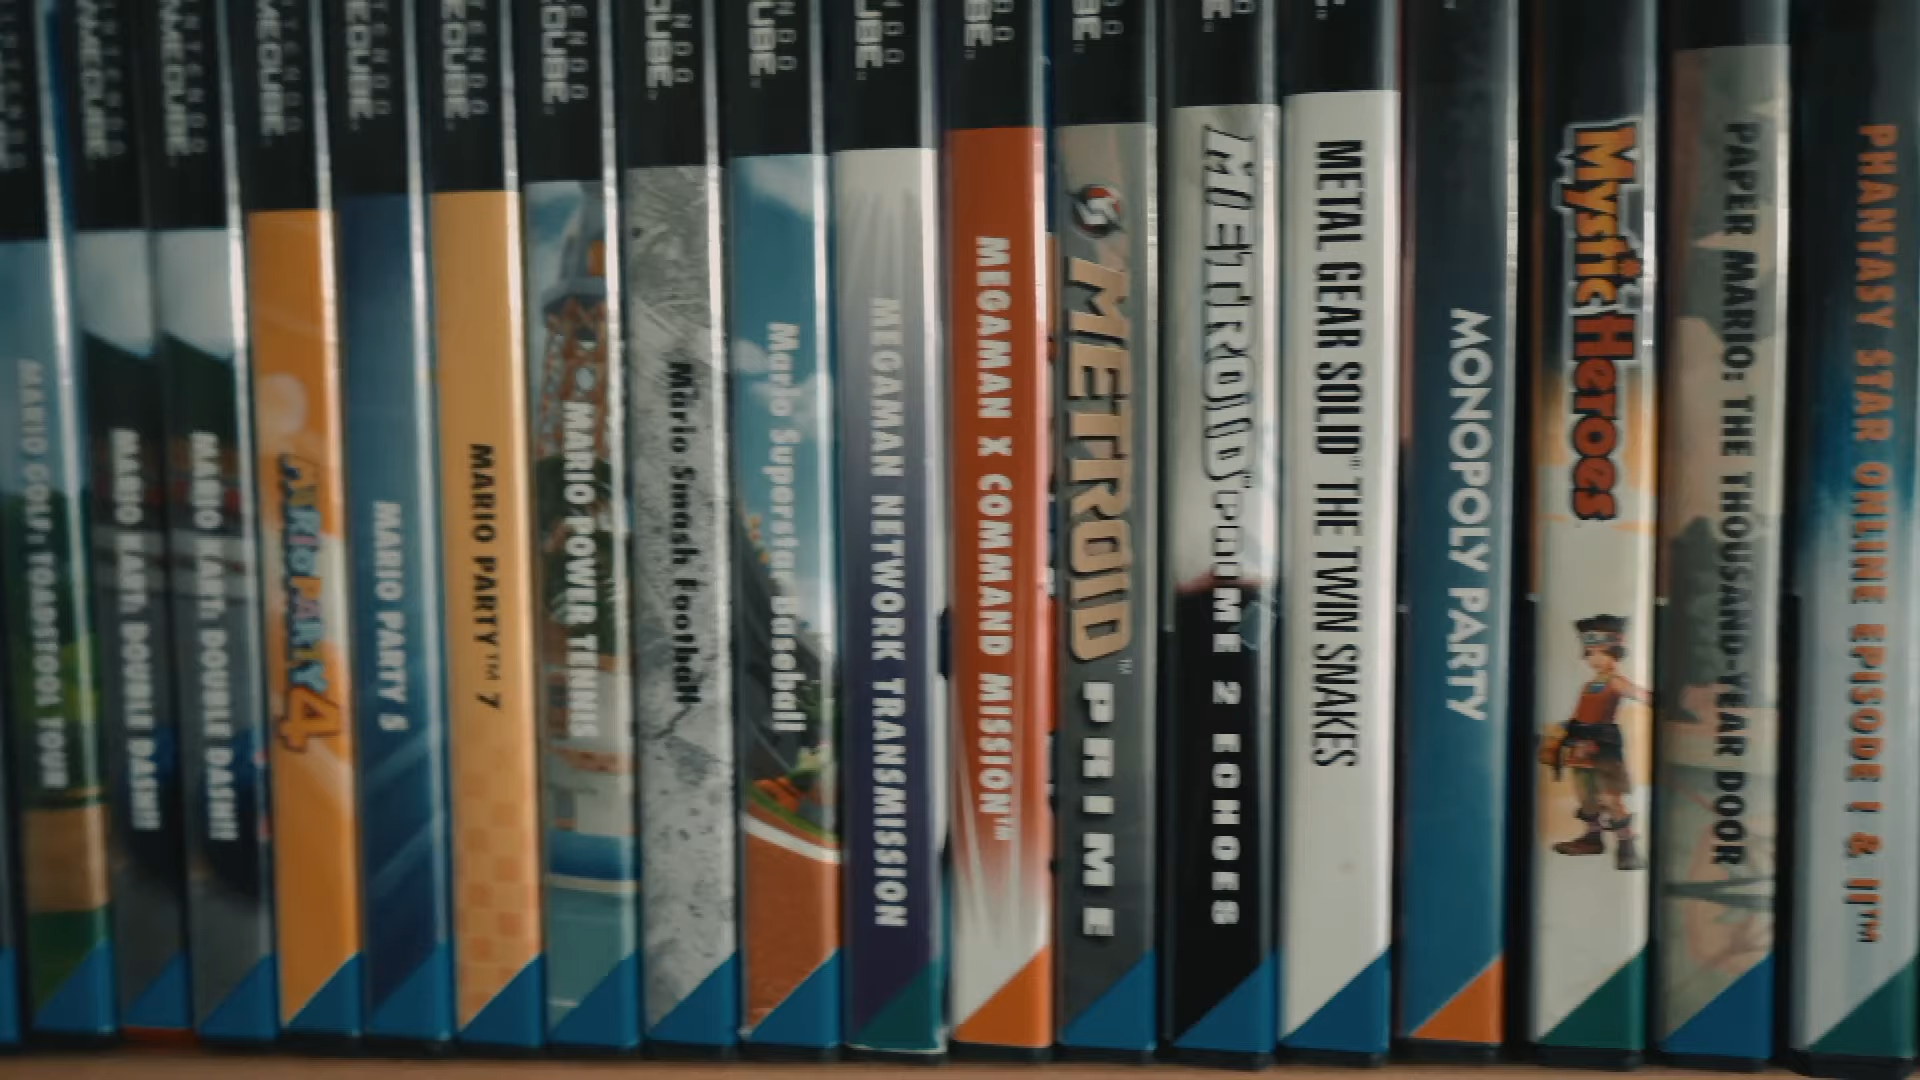 MARIO GOLF: TOADSTOOL TOUR
MARIO KART: DOUBLE DASH!!
MARIO KART: DOUBLE DASH!!
MARIO PARTY 4
MARIO PARTY 5
MARIO PARTY™ 7
MARIO POWER TENNIS
Mario Smash Football
Mario Superstar Baseball
MEGAMAN NETWORK TRANSMISSION
MEGAMAN X COMMAND MISSION™
METROID™ PRIME
METROID™ PRIME 2 ECHOES
METAL GEAR SOLID® THE TWIN SNAKES
MONOPOLY PARTY
Mystic Heroes
PAPER MARIO: THE THOUSAND-YEAR DOOR
PHANTASY STAR ONLINE EPISODE I & II™